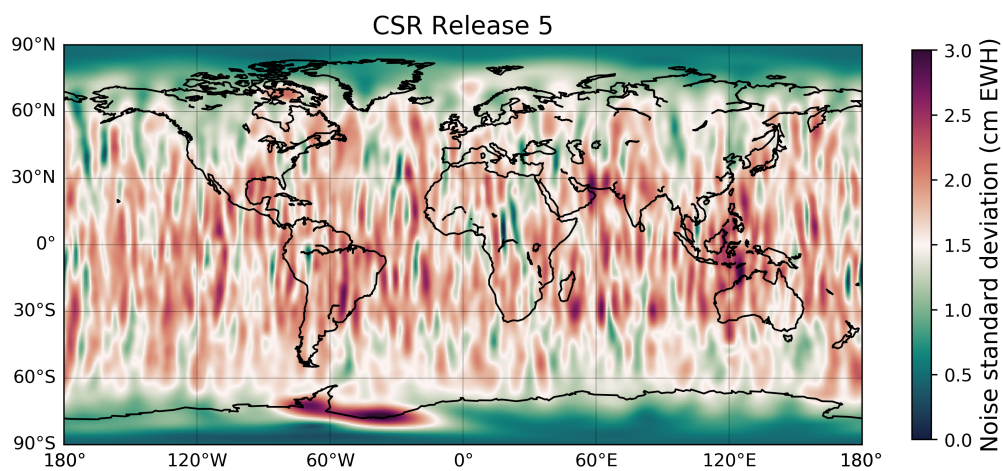 CSR Release 5
90°N
60°N
30°N
0°
30°S
60°S
90°S
180°
120°W
60°W
0°
60°E
120°E
180°
3.0
2.5
2.0
1.5
1.0
0.5
0.0
Noise standard deviation (cm EWH)